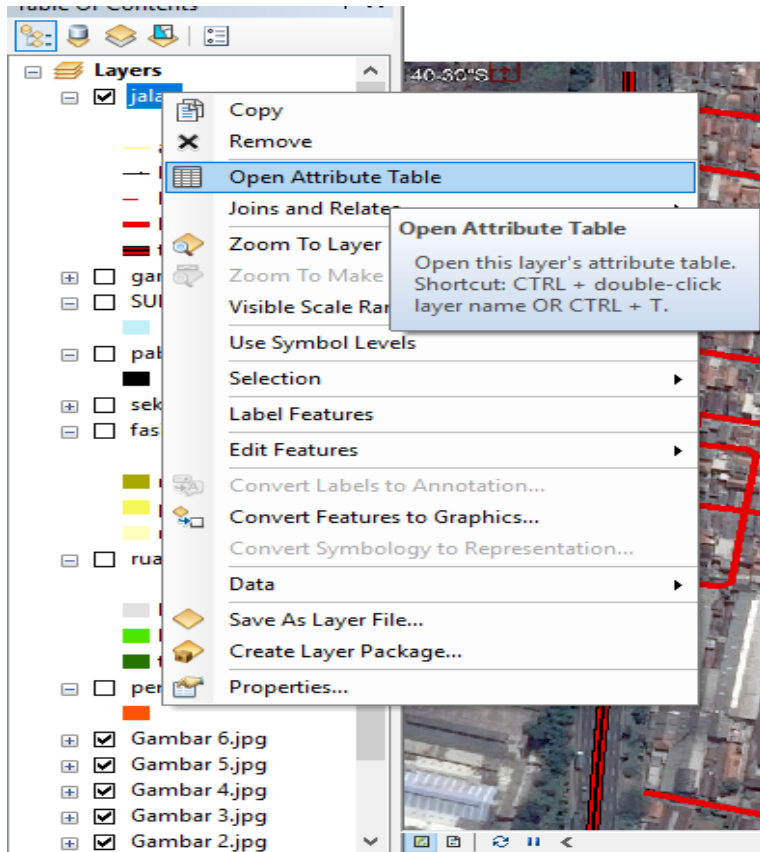 Table Of Contents
Layers
jala
Copy
Remove
Open Attribute Table
Joins and Relates
Zoom To Layer
Zoom To Make
Visible Scale Ran
Use Symbol Levels
Selection
Label Features
Edit Features
Convert Labels to Annotation...
Convert Features to Graphics...
Convert Symbology to Representation...
Data
Save As Layer File...
Create Layer Package...
Properties...
Open Attribute Table
Open this layer's attribute table.
Shortcut: CTRL + double-click
layer name OR CTRL + T.
gar
pab
sek
fas
rua
per
Gambar 6.jpg
Gambar 5.jpg
Gambar 4.jpg
Gambar 3.jpg
Gambar 2.jpg
40-30"S